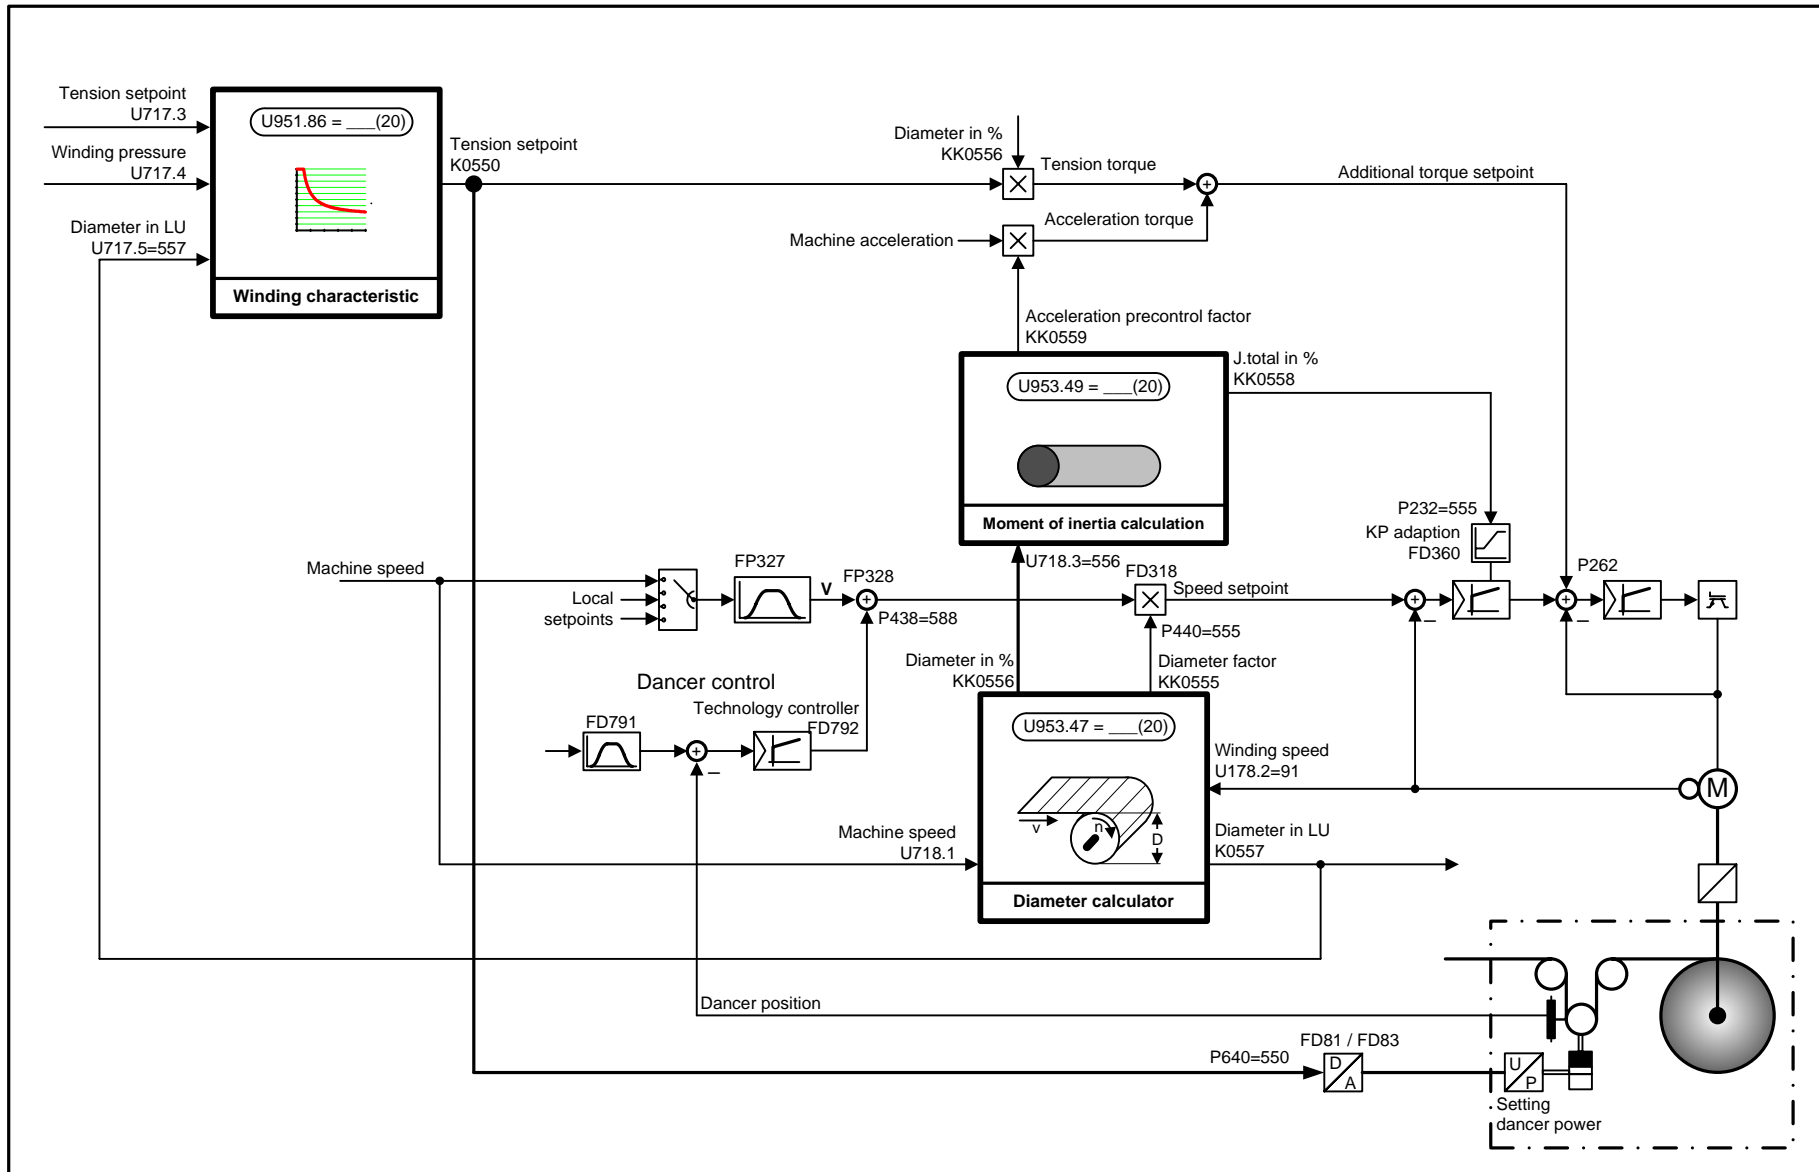 Tension setpoint
U717.3
Winding pressure
U717.4
Diameter in LU
U717.5=557
U951.86 = ___(20)
Winding characteristic
Tension setpoint
K0550
Diameter in %
KK0556
Tension torque
Additional torque setpoint
Acceleration torque
Machine acceleration
Acceleration precontrol factor
KK0559
J.total in %
KK0558
U953.49 = ___(20)
Moment of inertia calculation
P232=555
KP adaption
FD360
P262
U718.3=556
FD318
Speed setpoint
P440=555
Machine speed
Local
setpoints
FP327
v
FP328
P438=588
Diameter in %
KK0556
Diameter factor
KK0555
Dancer control
Technology controller
FD792
FD791
U953.47 = ___(20)
v
n
D
Diameter calculator
Winding speed
U178.2=91
M
Machine speed
U718.1
Diameter in LU
K0557
Dancer position
P640=550
FD81 / FD83
D
A
U
P
Setting
dancer power